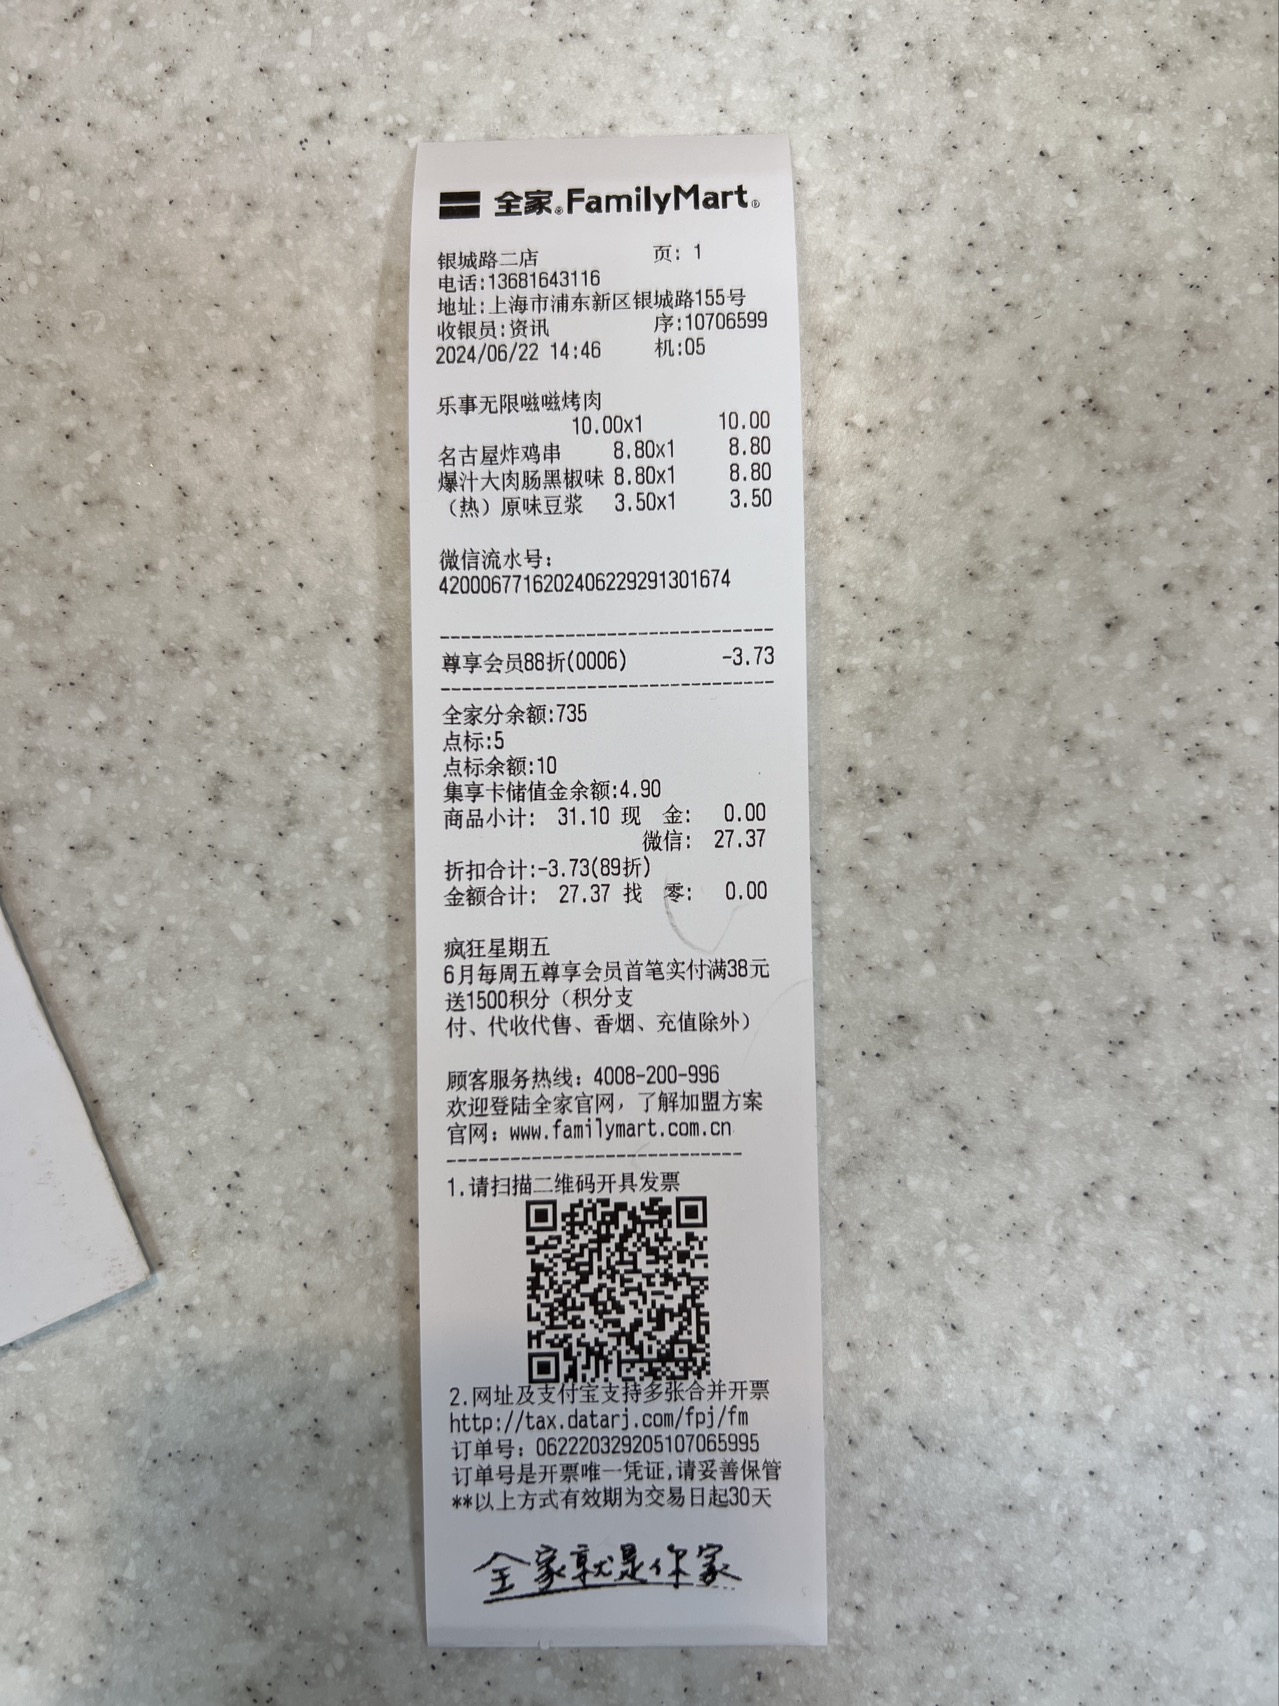 全家®FamilyMart®
银城路二店 页: 1
电话:13681643116
地址:上海市浦东新区银城路155号
收银员:资讯 序:10706599
2024/06/22 14:46 机:05
乐事无限嗞嗞烤肉
10.00x1 10.00
名古屋炸鸡串 8.80x1 8.80
爆汁大肉肠黑椒味 8.80x1 8.80
（热）原味豆浆 3.50x1 3.50
微信流水号:
4200067716202406229291301674
尊享会员88折(0006) -3.73
全家分余额:735
点标:5
点标余额:10
集享卡储值金余额:4.90
商品小计: 31.10 现 金: 0.00
微信: 27.37
折扣合计:-3.73(89折)
金额合计: 27.37 找 零: 0.00
疯狂星期五
6月每周五尊享会员首笔实付满38元
送1500积分（积分支
付、代收代售、香烟、充值除外）
顾客服务热线：4008-200-996
欢迎登陆全家官网，了解加盟方案
官网：www.familymart.com.cn
1.请扫描二维码开具发票
2.网址及支付宝支持多张合并开票
http://tax.datarj.com/fpj/fm
订单号：062220329205107065995
订单号是开票唯一凭证,请妥善保管
**以上方式有效期为交易日起30天
全家就是你家